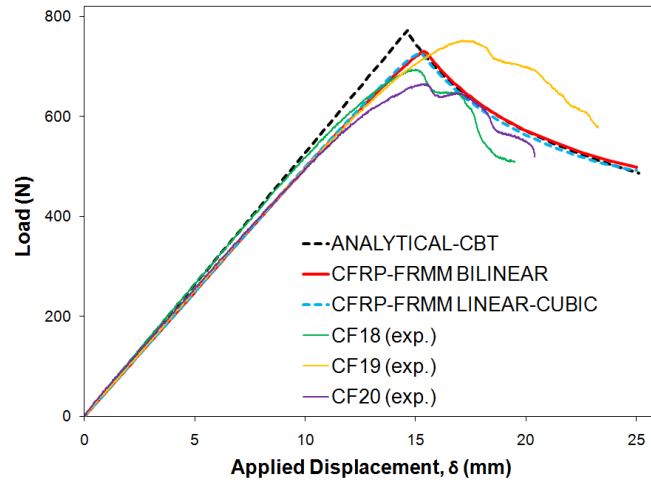 800
600
400
200
0
Load (N)
ANALYTICAL-CBT
CFRP-FRMM BILINEAR
CFRP-FRMM LINEAR-CUBIC
CF18 (exp.)
CF19 (exp.)
CF20 (exp.)
0 5 10 15 20 25
Applied Displacement, δ (mm)